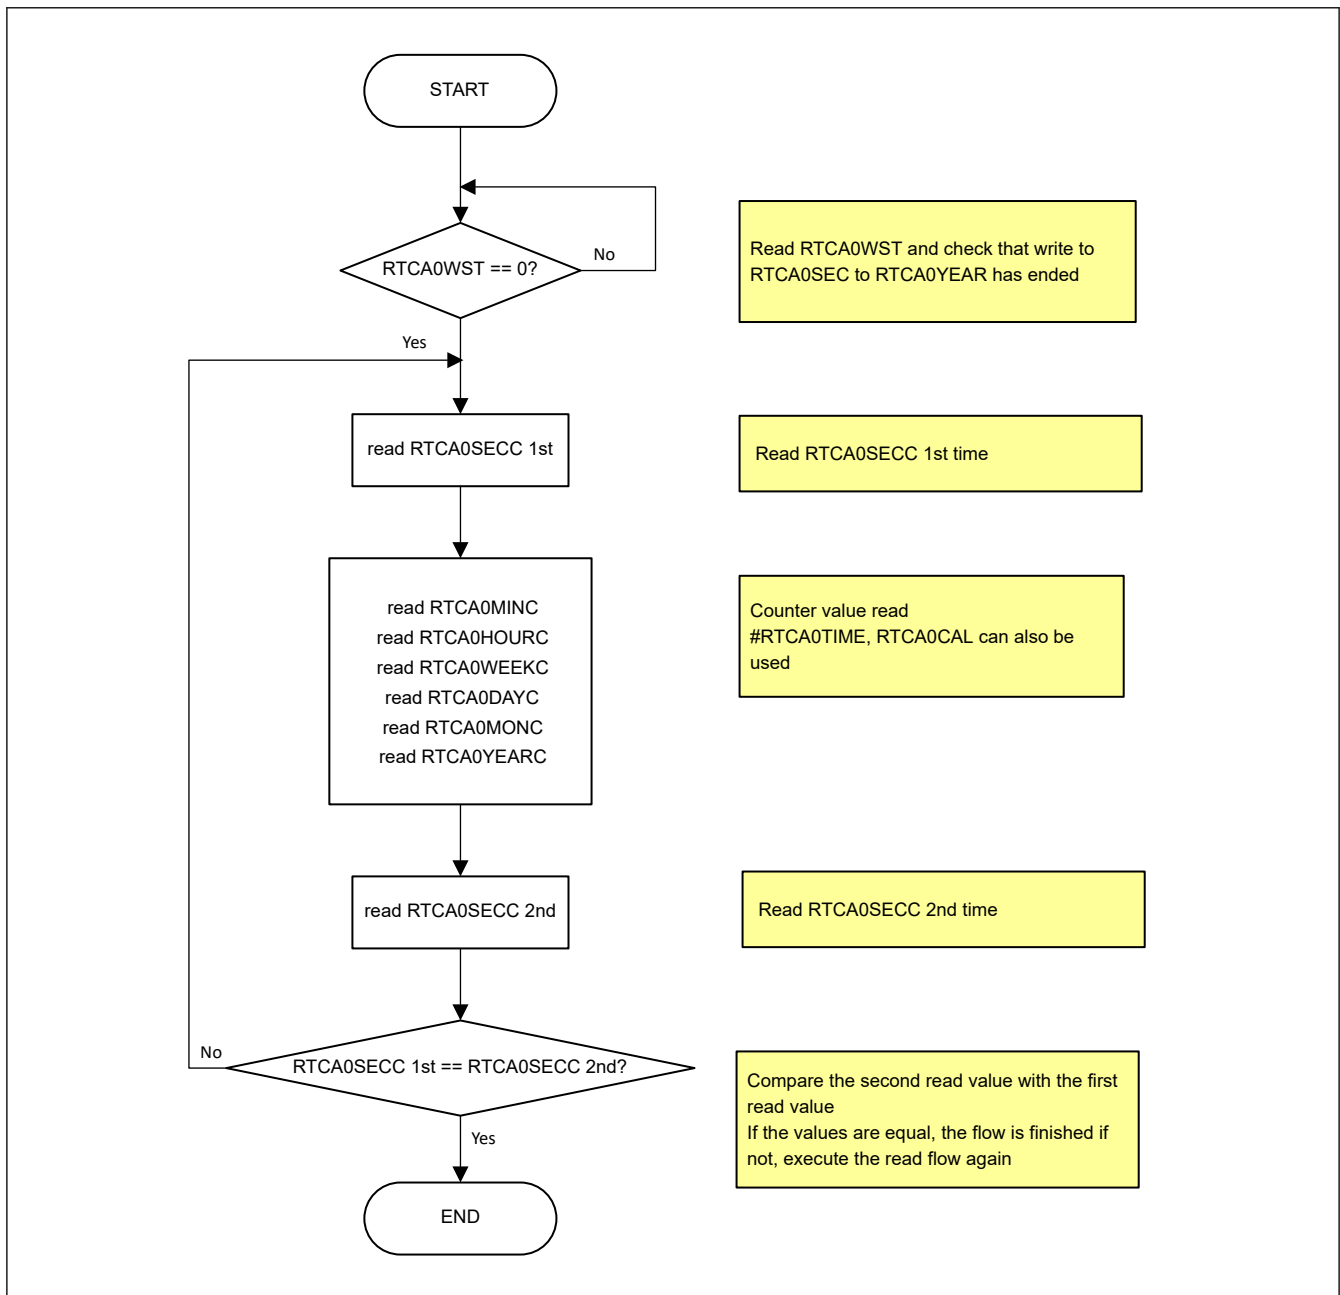 START
RTCA0WST == 0?
No
Read RTCA0WST and check that write to
RTCA0SEC to RTCA0YEAR has ended
Yes
read RTCA0SECC 1st
Read RTCA0SECC 1st time
read RTCA0MINC
read RTCA0HOURC
read RTCA0WEEKC
read RTCA0DAYC
read RTCA0MONC
read RTCA0YEARC
Counter value read
#RTCA0TIME, RTCA0CAL can also be
used
read RTCA0SECC 2nd
Read RTCA0SECC 2nd time
No
RTCA0SECC 1st == RTCA0SECC 2nd?
Compare the second read value with the first
read value
If the values are equal, the flow is finished if
not, execute the read flow again
Yes
END